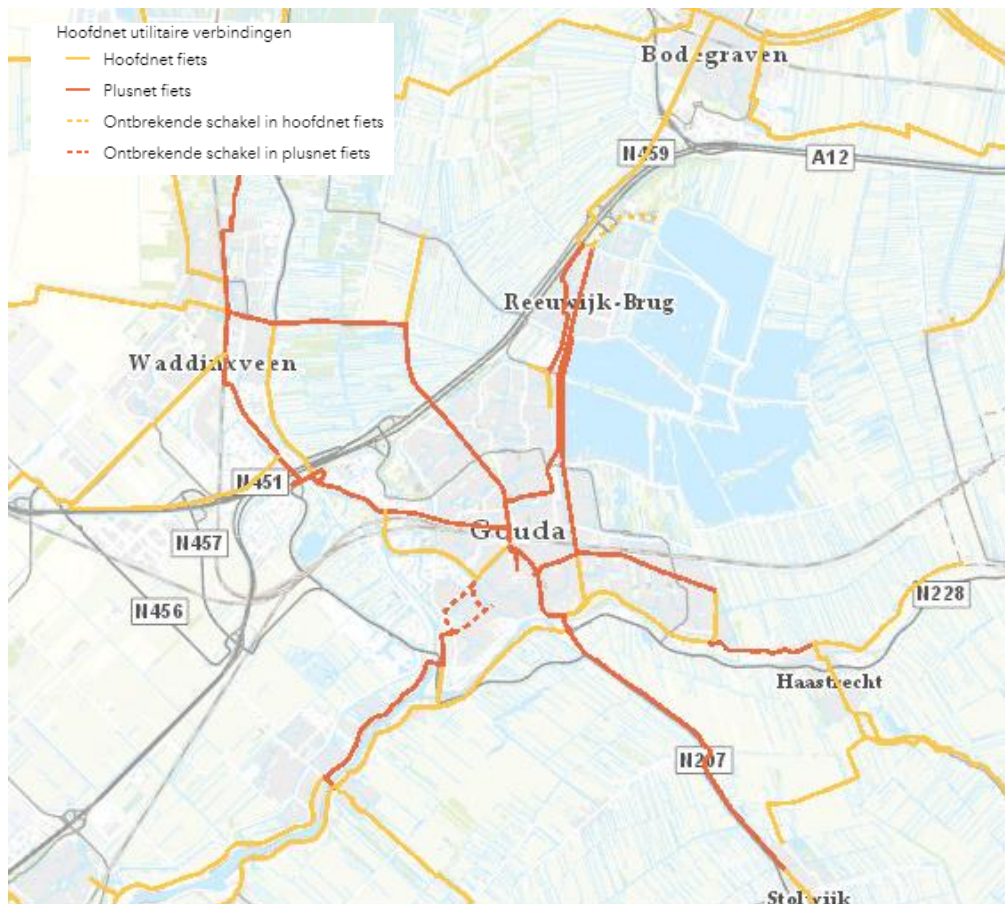 Hoofdnet utilitaire verbindingen
Hoofdnet fiets
Plusnet fiets
Ontbrekende schakel in hoofdnet fiets
Ontbrekende schakel in plusnet fiets
Bodegraven
N459
A12
Reeuwijk-Brug
Waddinxveen
N451
Gouda
N457
N456
N228
Haastrecht
N207
Stolwijk